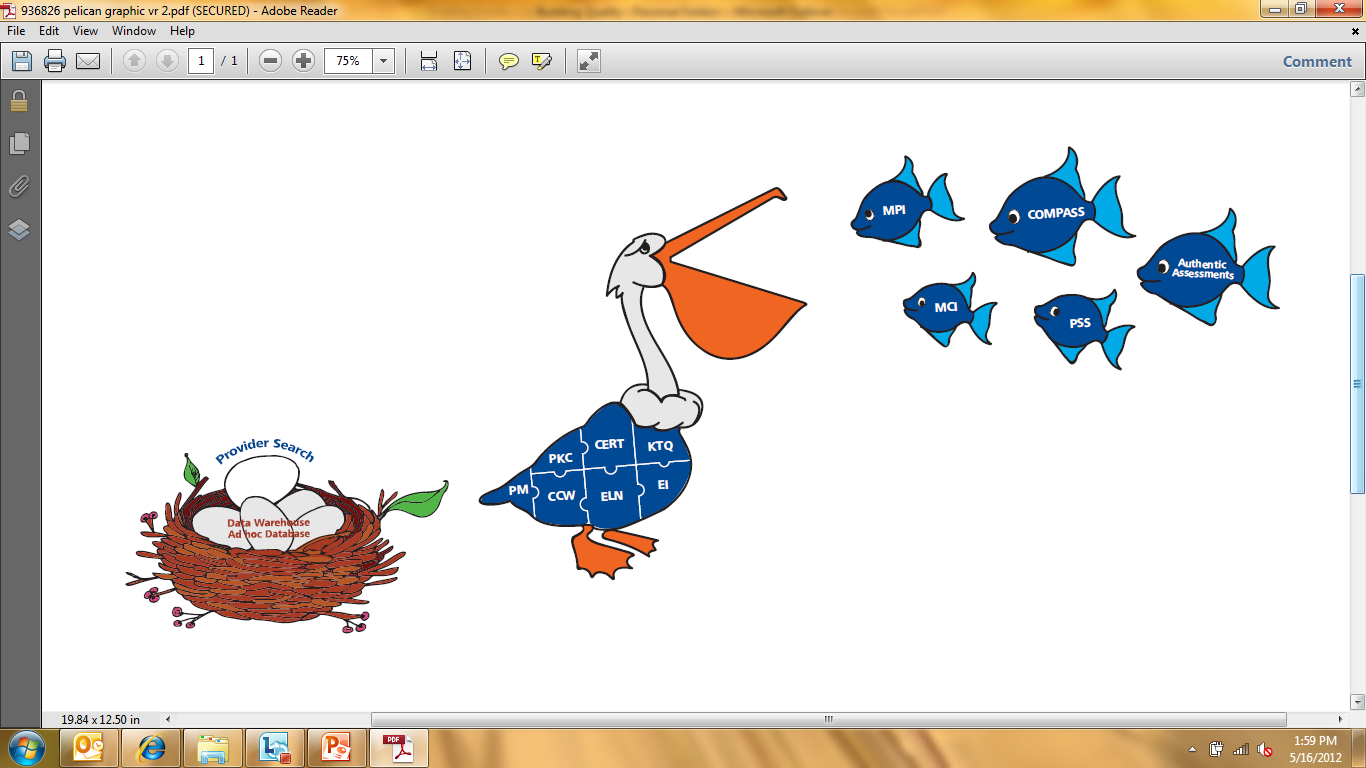 936826 pelican graphic vr 2.pdf (SECURED) - Adobe Reader
File Edit View Window Help
1 / 1 75% Comment
MPI
COMPASS
Authentic
Assessments
MCI
PSS
CERT
KTQ
PKC
PM
CCW
ELN
EI
Provider Search
Data Warehouse
Ad hoc Database
19.84 x 12.50 in
PDF
1:59 PM
5/16/2012